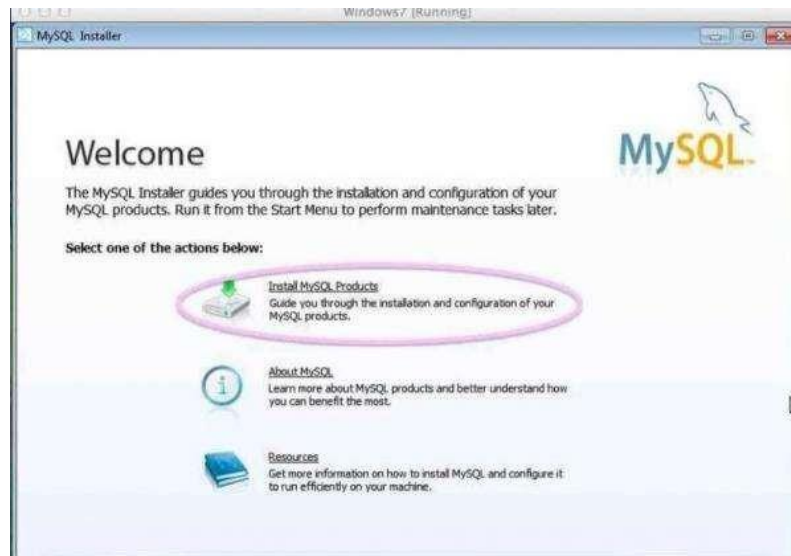 Windows7 [Running]
MySQL Installer
MySQL
Welcome
The MySQL Installer guides you through the installation and configuration of your
MySQL products. Run it from the Start Menu to perform maintenance tasks later.
Select one of the actions below:
Install MySQL Products
Guide you through the installation and configuration of your
MySQL products.
About MySQL
Learn more about MySQL products and better understand how
you can benefit the most.
Resources
Get more information on how to install MySQL and configure it
to run efficiently on your machine.